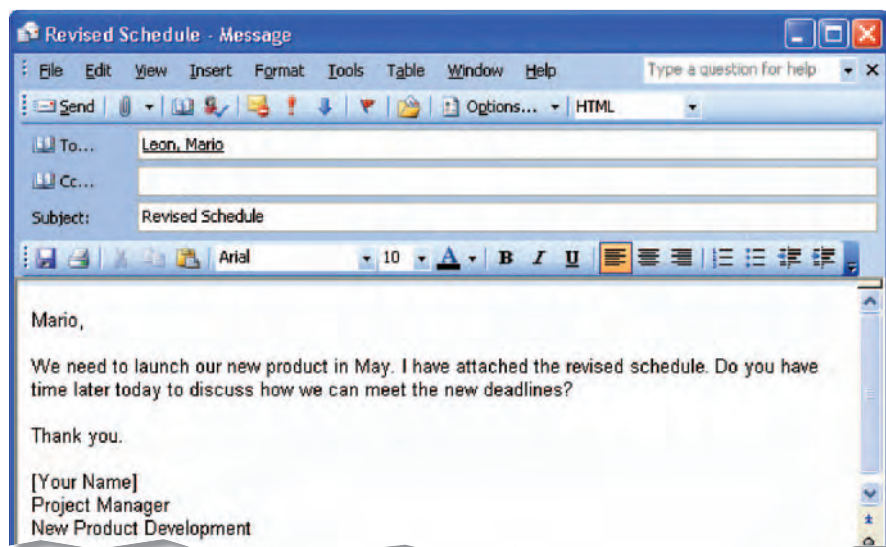 Revised Schedule - Message
File Edit View Insert Format Tools Table Window Help Type a question for help
Send Options... HTML
To... Leon, Mario
Cc...
Subject: Revised Schedule
Arial 10 A B I U
Mario,
We need to launch our new product in May. I have attached the revised schedule. Do you have
time later today to discuss how we can meet the new deadlines?
Thank you.
[Your Name]
Project Manager
New Product Development